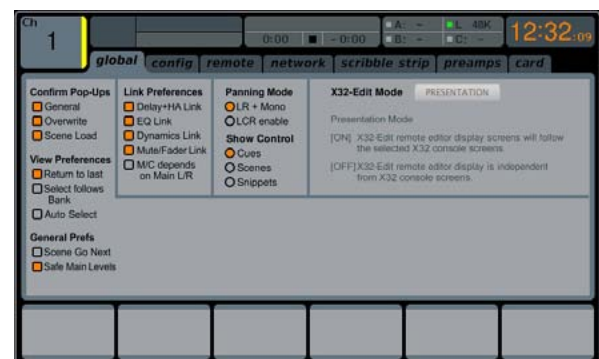 Ch
1
0:00 - 0:00
A: - L 48K
B: - C: -
12:32:09
global config remote network scribble strip preamps card
Confirm Pop-Ups
General
Overwrite
Scene Load
View Preferences
Return to last
Select follows
Bank
Auto Select
General Prefs
Scene Go Next
Safe Main Levels
Link Preferences
Delay+HA Link
EQ Link
Dynamics Link
Mute/Fader Link
M/C depends
on Main L/R
Panning Mode
LR + Mono
LCR enable
Show Control
Cues
Scenes
Snippets
X32-Edit Mode PRESENTATION
Presentation Mode
[ON] X32-Edit remote editor display screens will follow
the selected X32 console screens.
[OFF] X32-Edit remote editor display is independent
from X32 console screens.